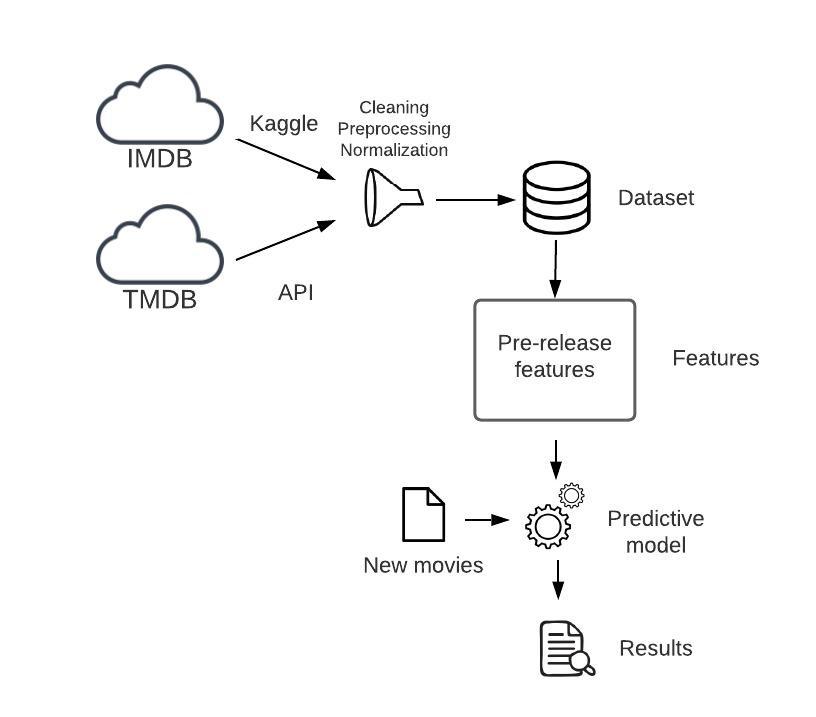 Cleaning
Preprocessing
Normalization
Kaggle
IMDB
Dataset
TMDB
API
Pre-release
features
Features
Predictive
model
New movies
Results